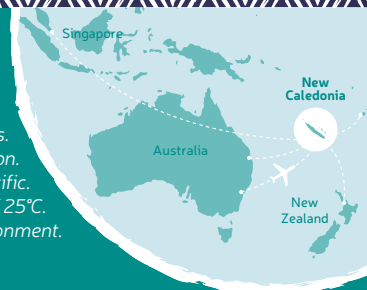 Singapore
New
Caledonia
Australia
New
Zealand
s.
on.
ific.
25°C.
onment.